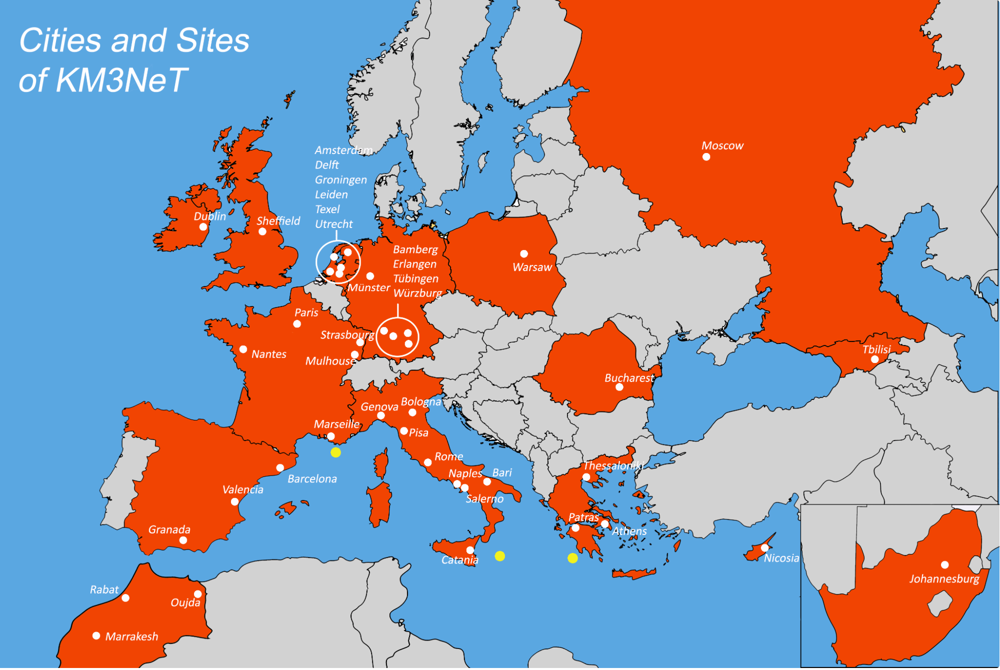 Cities and Sites
of KM3NeT
Moscow
Amsterdam
Delft
Groningen
Leiden
Texel
Utrecht
Dublin
Sheffield
Bamberg
Erlangen
Tübingen
Würzburg
Warsaw
Münster
Paris
Strasbourg
Nantes
Mulhouse
Tbilisi
Bucharest
Genova
Bologna
Marseille
Pisa
Rome
Naples
Bari
Thessaloniki
Barcelona
Valencia
Salerno
Granada
Patras
Athens
Catania
Nicosia
Johannesburg
Rabat
Oujda
Marrakesh